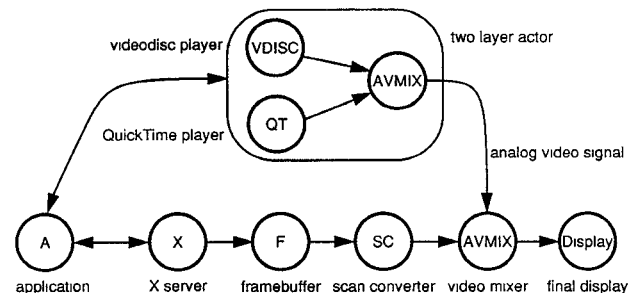 videodisc player
VDISC
two layer actor
AVMIX
QuickTime player
QT
analog video signal
A
X
F
SC
AVMIX
Display
application
X server
framebuffer
scan converter
video mixer
final display